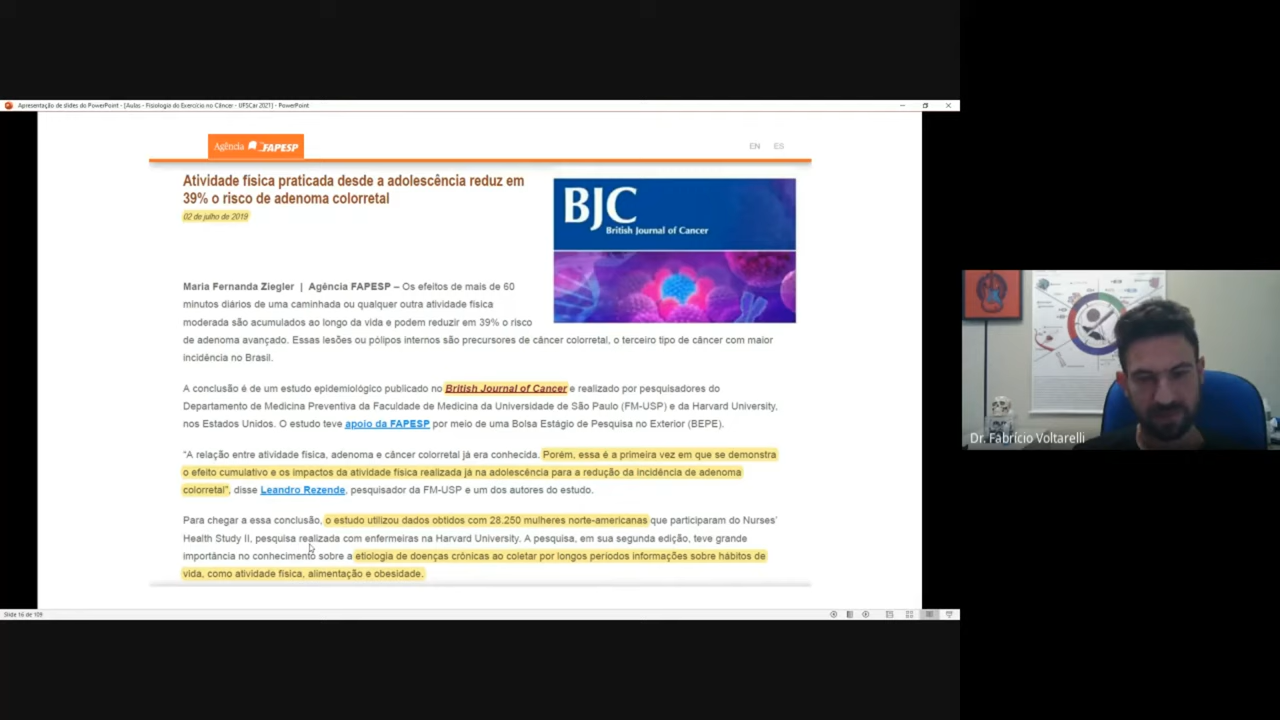 Apresentação de slides do PowerPoint - [Aulas - Fisiologia do Exercício no Câncer - UFSCar 2021] - PowerPoint
Agência FAPESP
EN ES
Atividade física praticada desde a adolescência reduz em
39% o risco de adenoma colorretal
02 de julho de 2019
BJC
British Journal of Cancer
Maria Fernanda Ziegler | Agência FAPESP – Os efeitos de mais de 60
minutos diários de uma caminhada ou qualquer outra atividade física
moderada são acumulados ao longo da vida e podem reduzir em 39% o risco
de adenoma avançado. Essas lesões ou pólipos internos são precursores de câncer colorretal, o terceiro tipo de câncer com maior
incidência no Brasil.
A conclusão é de um estudo epidemiológico publicado no British Journal of Cancer e realizado por pesquisadores do
Departamento de Medicina Preventiva da Faculdade de Medicina da Universidade de São Paulo (FM-USP) e da Harvard University,
nos Estados Unidos. O estudo teve apoio da FAPESP por meio de uma Bolsa Estágio de Pesquisa no Exterior (BEPE).
"A relação entre atividade física, adenoma e câncer colorretal já era conhecida. Porém, essa é a primeira vez em que se demonstra
o efeito cumulativo e os impactos da atividade física realizada já na adolescência para a redução da incidência de adenoma
colorretal", disse Leandro Rezende, pesquisador da FM-USP e um dos autores do estudo.
Para chegar a essa conclusão, o estudo utilizou dados obtidos com 28.250 mulheres norte-americanas que participaram do Nurses'
Health Study II, pesquisa realizada com enfermeiras na Harvard University. A pesquisa, em sua segunda edição, teve grande
importância no conhecimento sobre a etiologia de doenças crônicas ao coletar por longos períodos informações sobre hábitos de
vida, como atividade física, alimentação e obesidade.
Slide 16 de 109
Dr. Fabrício Voltarelli